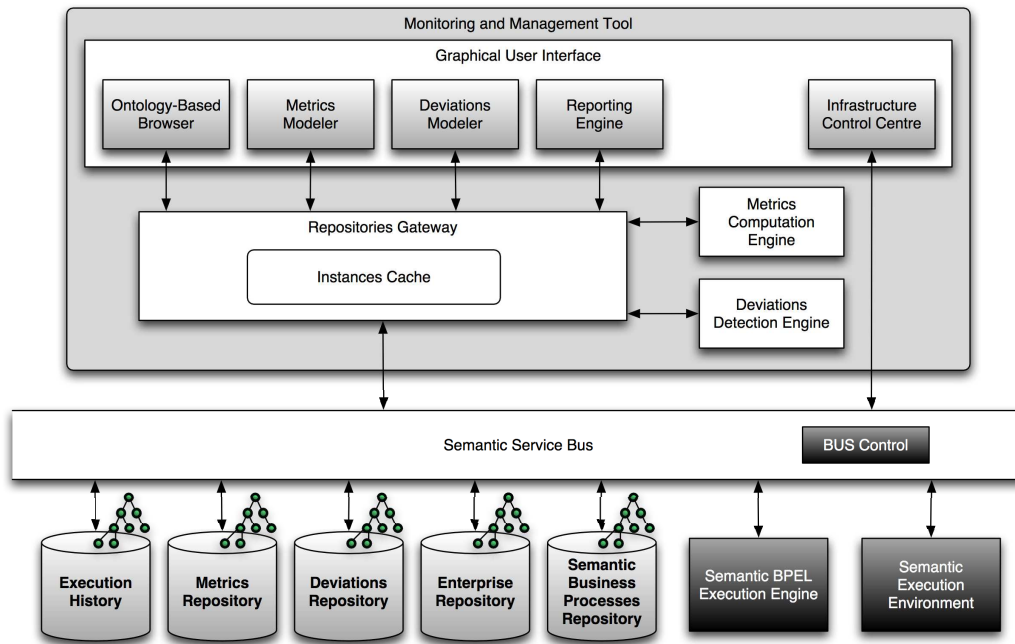 Monitoring and Management Tool
Graphical User Interface
Ontology-Based
Browser
Metrics
Modeler
Deviations
Modeler
Reporting
Engine
Infrastructure
Control Centre
Repositories Gateway
Instances Cache
Metrics
Computation
Engine
Deviations
Detection Engine
Semantic Service Bus
BUS Control
Execution
History
Metrics
Repository
Deviations
Repository
Enterprise
Repository
Semantic
Business
Processes
Repository
Semantic BPEL
Execution Engine
Semantic
Execution
Environment